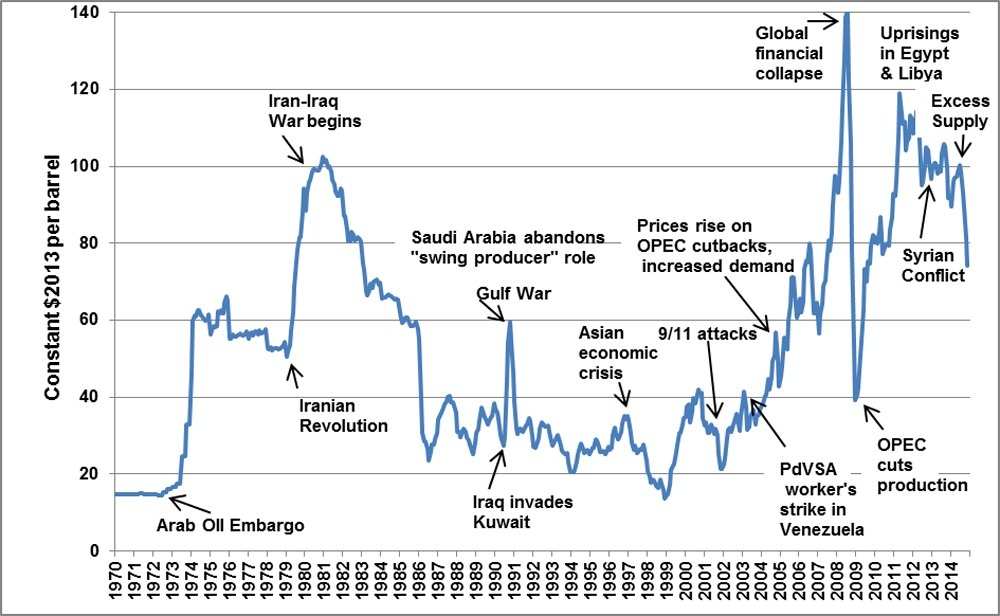 Constant $2013 per barrel
140
120
100
80
60
40
20
0
Global
financial
collapse
Uprisings
in Egypt
& Libya
Iran-Iraq
War begins
Excess
Supply
Saudi Arabia abandons
"swing producer" role
Prices rise on
OPEC cutbacks,
increased demand
Syrian
Conflict
Gulf War
Asian
economic
crisis
9/11 attacks
Iranian
Revolution
OPEC
cuts
production
PdVSA
worker's
strike in
Venezuela
Iraq invades
Kuwait
Arab OIl Embargo
1970
1971
1972
1973
1974
1975
1976
1977
1978
1979
1980
1981
1982
1983
1984
1985
1986
1987
1988
1989
1990
1991
1992
1993
1994
1995
1996
1997
1998
1999
2000
2001
2002
2003
2004
2005
2006
2007
2008
2009
2010
2011
2012
2013
2014